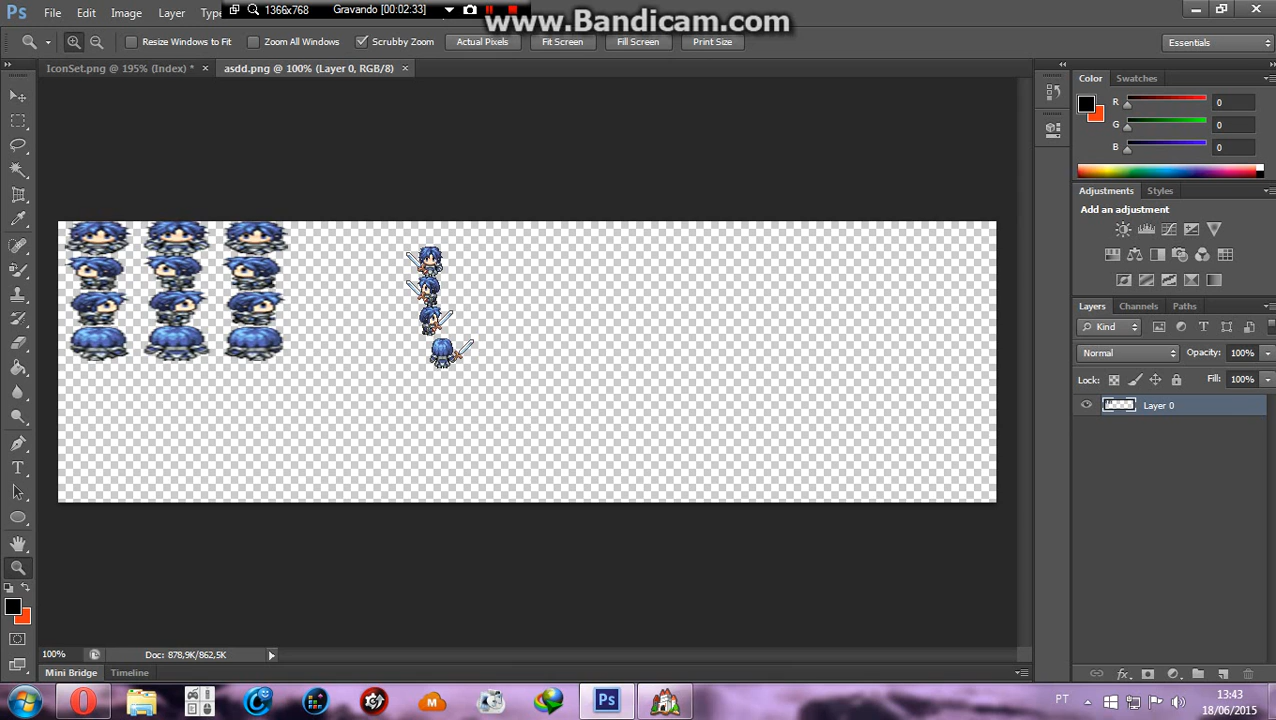 Ps File Edit Image Layer Typ 1366x768 Gravando [00:02:33] www.Bandicam.com
Resize Windows to Fit Zoom All Windows Scrubby Zoom Actual Pixels Fit Screen Fill Screen Print Size Essentials
IconSet.png @ 195% (Index) * × asdd.png @ 100% (Layer 0, RGB/8) ×
Color Swatches
R 0
G 0
B 0
Adjustments Styles
Add an adjustment
Layers Channels Paths
Kind
Normal Opacity: 100%
Lock: Fill: 100%
Layer 0
100% Doc: 878,9K/862,5K
Mini Bridge Timeline
Ps PT 13:43
18/06/2015